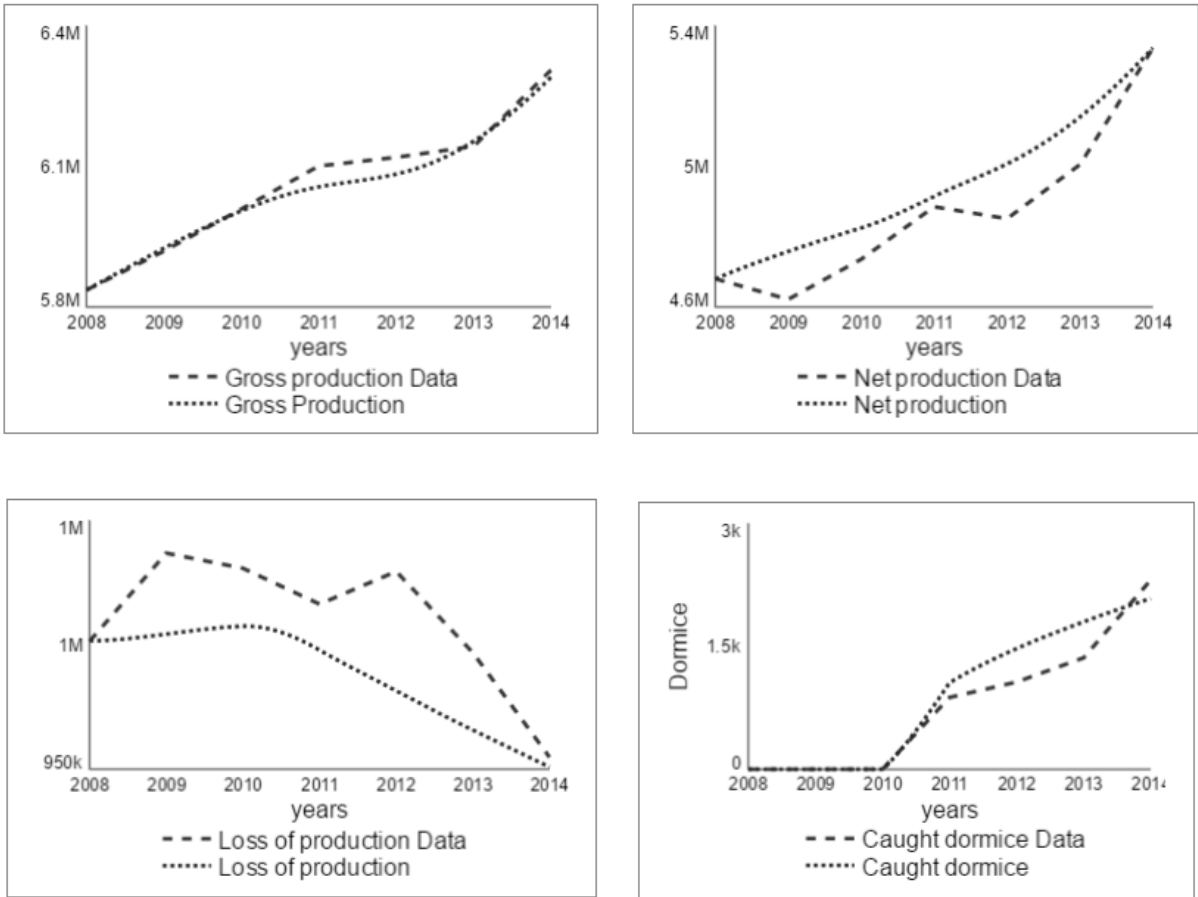 6.4M
6.1M
5.8M
2008 2009 2010 2011 2012 2013 2014
years
Gross production Data
Gross Production
5.4M
5M
4.6M
2008 2009 2010 2011 2012 2013 2014
years
Net production Data
Net production
1M
1M
950k
2008 2009 2010 2011 2012 2013 2014
years
Loss of production Data
Loss of production
3k
Dormice
1.5k
0
2008 2009 2010 2011 2012 2013 2014
years
Caught dormice Data
Caught dormice